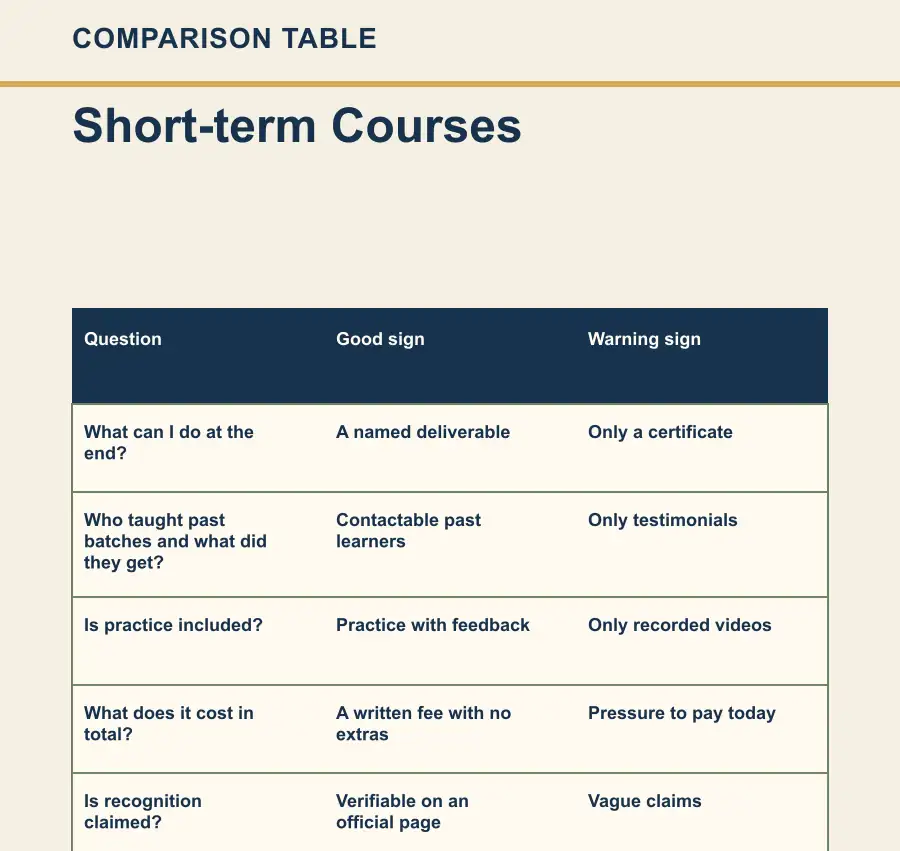 COMPARISON TABLE
Short-term Courses
Question
Good sign
Warning sign
What can I do at the
end?
A named deliverable
Only a certificate
Who taught past
batches and what did
they get?
Contactable past
learners
Only testimonials
Is practice included?
Practice with feedback
Only recorded videos
What does it cost in
total?
A written fee with no
extras
Pressure to pay today
Is recognition
claimed?
Verifiable on an
official page
Vague claims